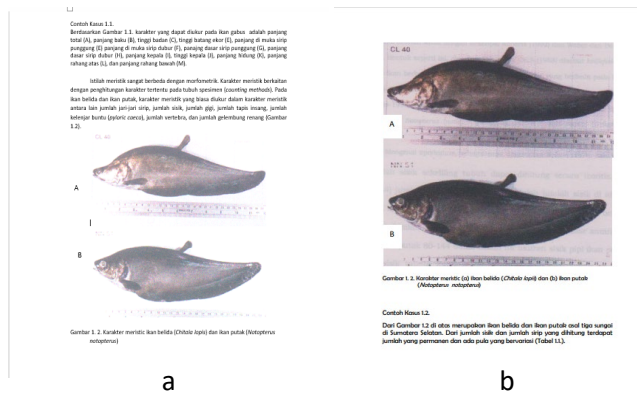 Contoh Kasus 1.1.
Berdasarkan Gambar 1.1. karakter yang dapat diukur pada ikan gabus adalah panjang
total (A), panjang baku (B), tinggi badan (C), tinggi batang ekor (E), panjang di muka sirip
punggung (E) panjang di muka sirip dubur (F), panajng dasar sirip punggung (G), panjang
dasar sirip dubur (H), panjang kepala (I), tinggi kepala (J), panjang hidung (K), panjang
rahang atas (L), dan panjang rahang bawah (M).
Istilah meristik sangat berbeda dengan morfometrik. Karakter meristik berkaitan
dengan penghitungan karakter tertentu pada tubuh spesimen (counting methods). Pada
ikan belida dan ikan putak, karakter meristik yang biasa diukur dalam karakter meristik
antara lain jumlah jari-jari sirip, jumlah sisik, jumlah gigi, jumlah tapis insang, jumlah
kelenjar buntu (pyloric caeca), jumlah vertebra, dan jumlah gelembung renang (Gambar
1.2).
CL 40
A
B
Gambar 1. 2. Karakter meristic ikan belida (Chitala lopis) dan ikan putak (Notopterus
notopterus)
a
CL 40
A
B
Gambar 1. 2. Karakter meristic (a) ikan belida (Chitala lopis) dan (b) ikan putak
(Notopterus notopterus)
Contoh Kasus 1.2.
Dari Gambar 1.2 di atas merupakan ikan belida dan ikan putak asal tiga sungai
di Sumatera Selatan. Dari jumlah sisik dan jumlah sirip yang dihitung terdapat
jumlah yang permanen dan ada pula yang bervariasi (Tabel 1.1.).
b